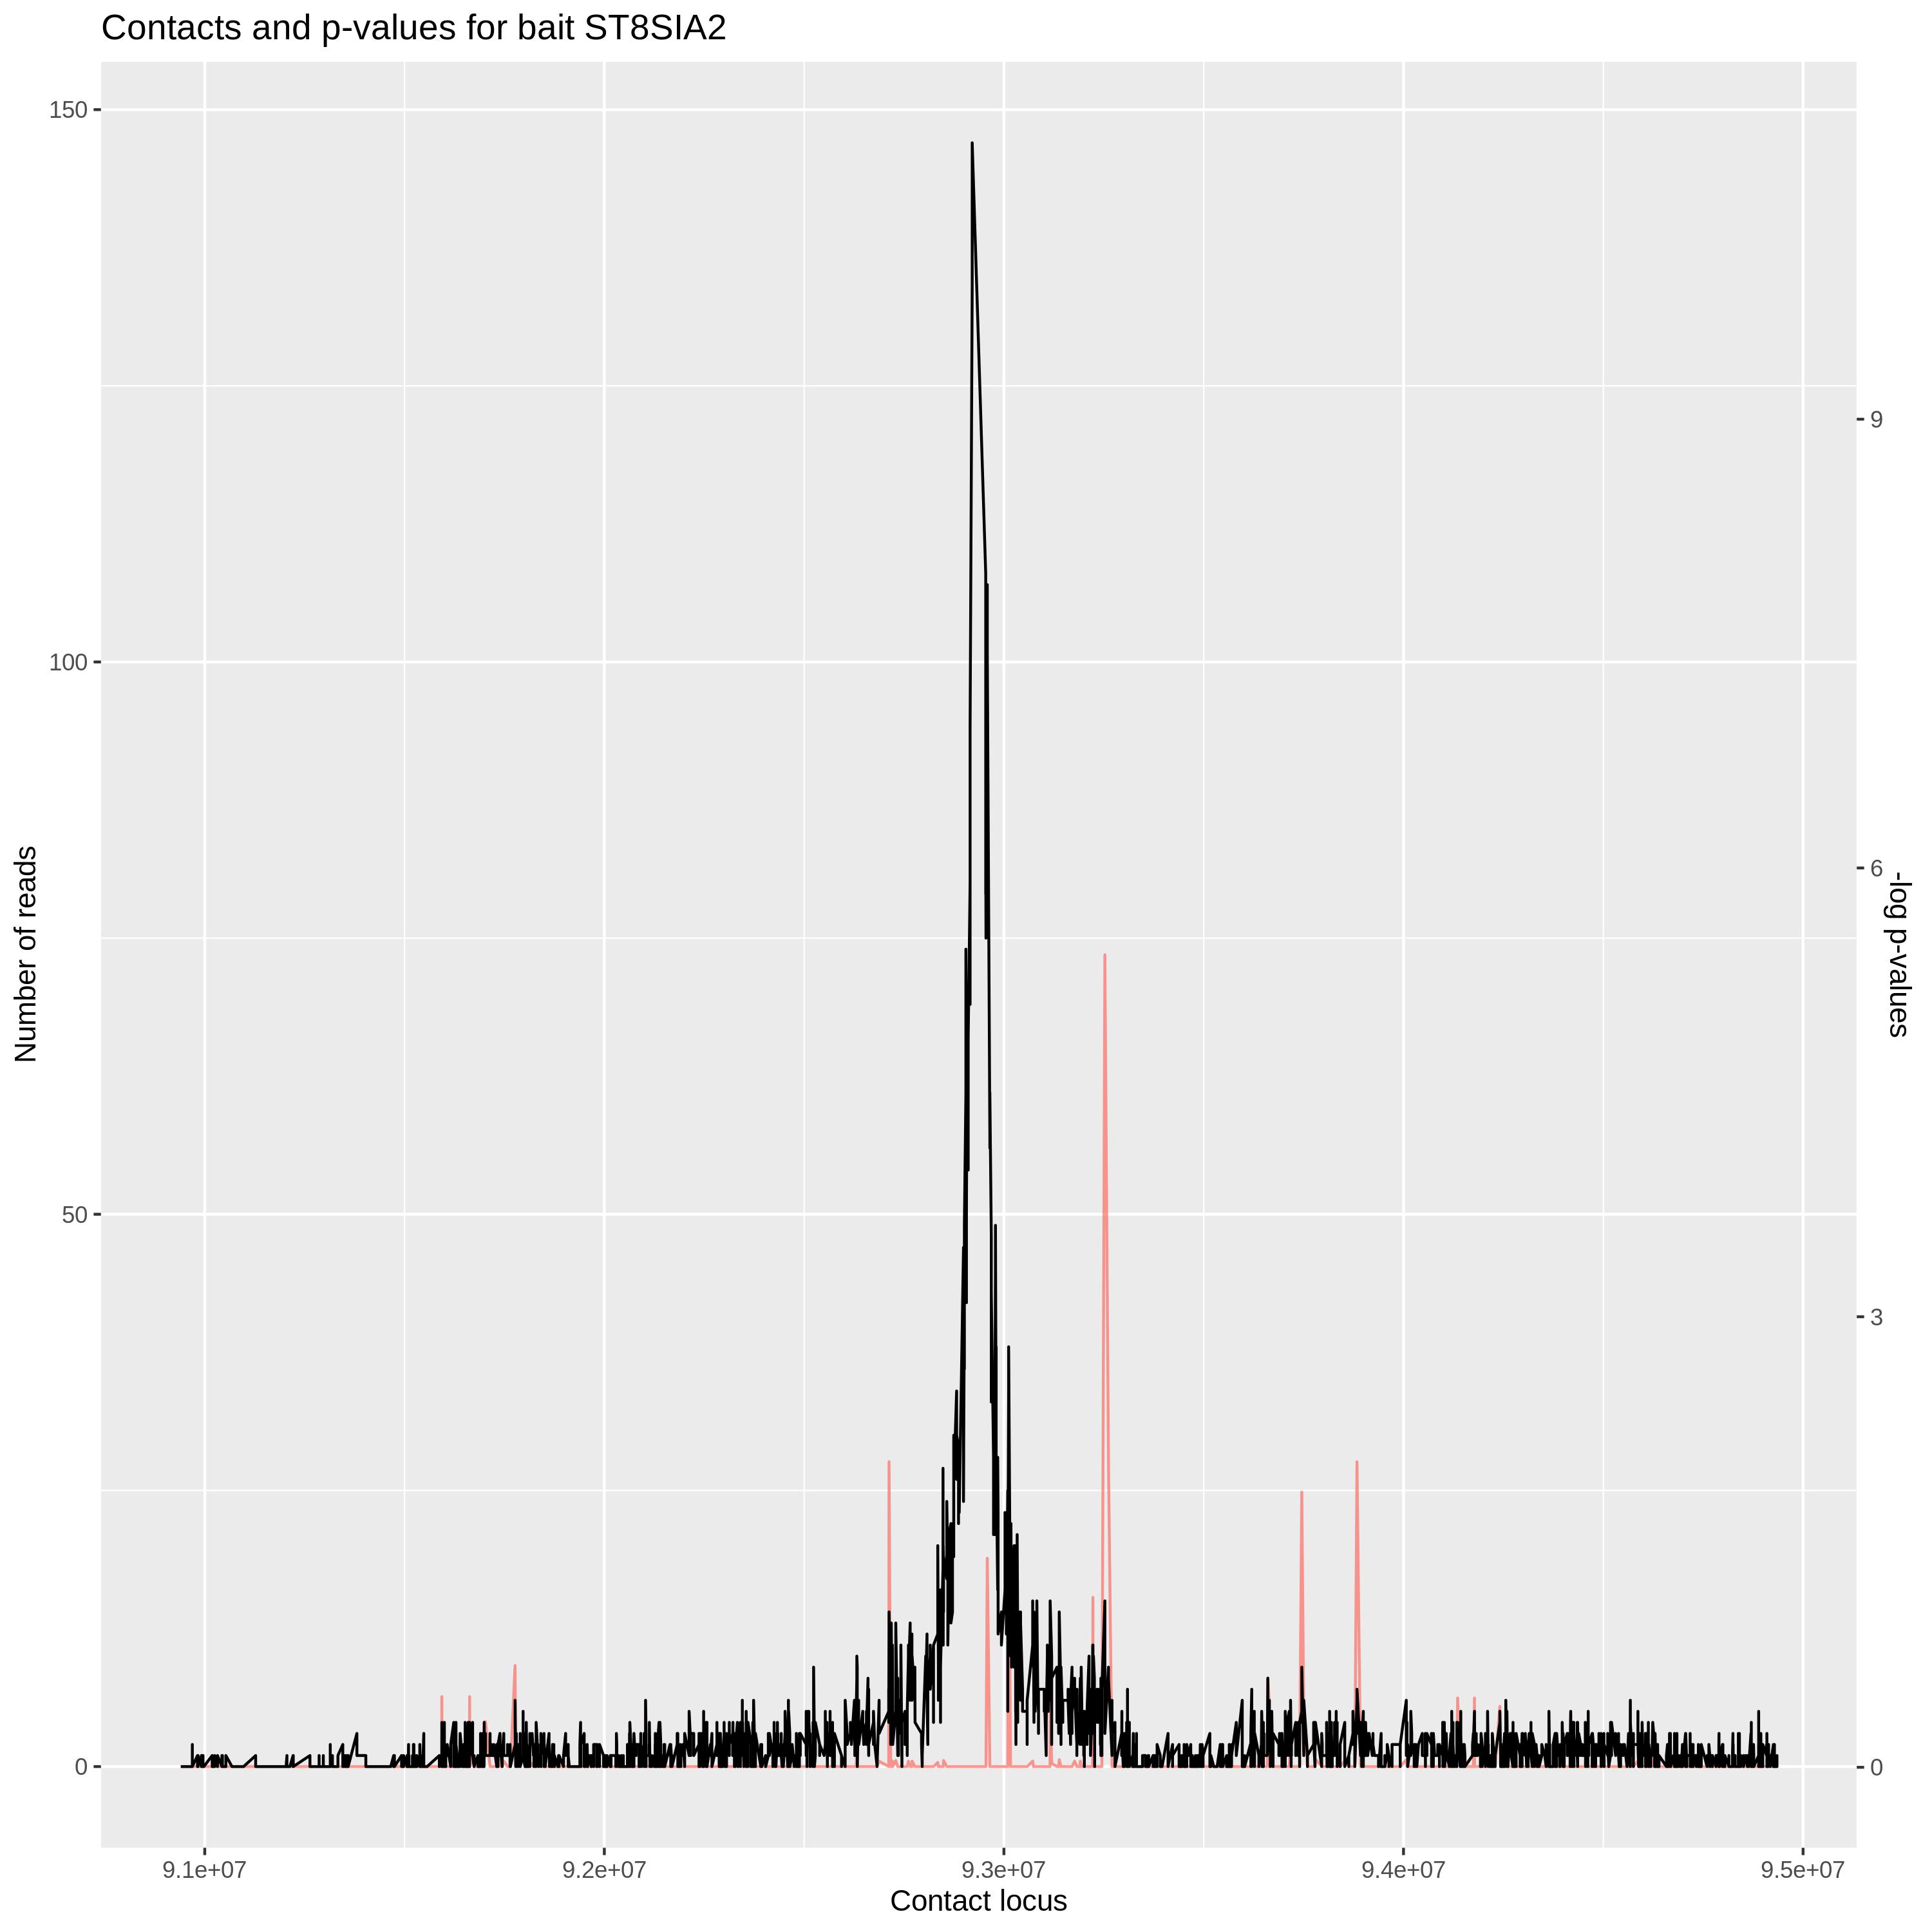 Contacts and p-values for bait ST8SIA2
150
100
50
0
Number of reads
9
6
3
0
-log p-values
9.1e+07
9.2e+07
9.3e+07
9.4e+07
9.5e+07
Contact locus